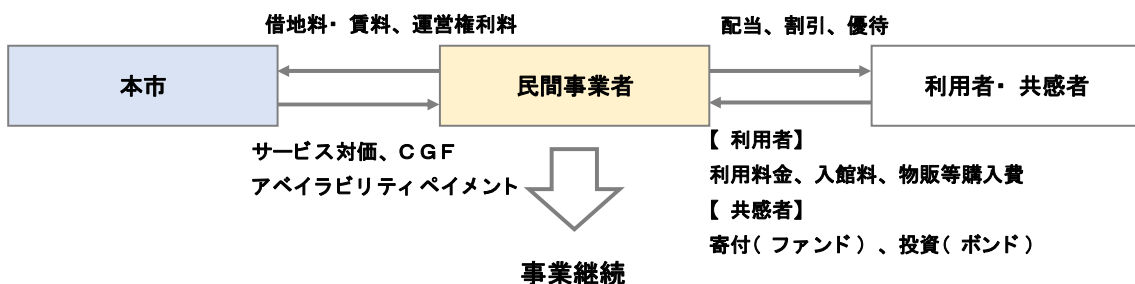 借地料・賃料、運営権利料
配当、割引、優待
本市
民間事業者
利用者・共感者
サービス対価、CGF
アベイラビリティペイメント
【利用者】
利用料金、入館料、物販等購入費
【共感者】
寄付(ファンド)、投資(ボンド)
事業継続